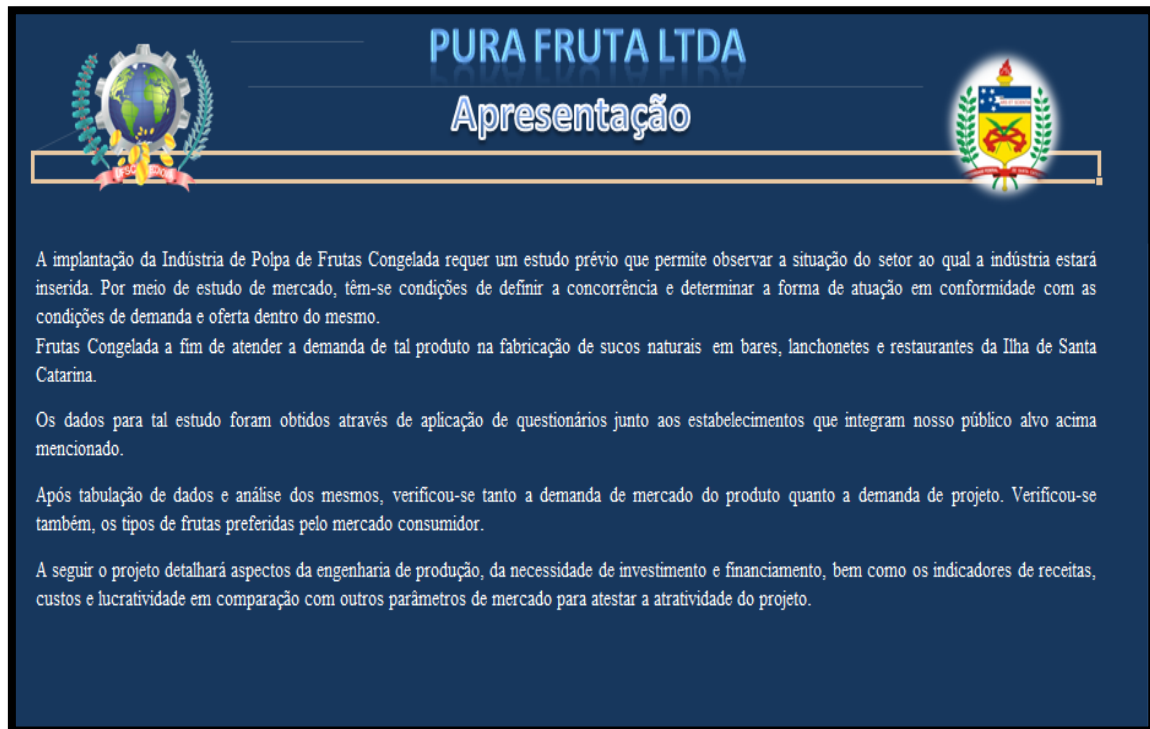 PURA FRUTA LTDA
Apresentação
A implantação da Indústria de Polpa de Frutas Congelada requer um estudo prévio que permite observar a situação do setor ao qual a indústria estará
inserida. Por meio de estudo de mercado, têm-se condições de definir a concorrência e determinar a forma de atuação em conformidade com as
condições de demanda e oferta dentro do mesmo.
Frutas Congelada a fim de atender a demanda de tal produto na fabricação de sucos naturais em bares, lanchonetes e restaurantes da Ilha de Santa
Catarina.
Os dados para tal estudo foram obtidos através de aplicação de questionários junto aos estabelecimentos que integram nosso público alvo acima
mencionado.
Após tabulação de dados e análise dos mesmos, verificou-se tanto a demanda de mercado do produto quanto a demanda de projeto. Verificou-se
também, os tipos de frutas preferidas pelo mercado consumidor.
A seguir o projeto detalhará aspectos da engenharia de produção, da necessidade de investimento e financiamento, bem como os indicadores de receitas,
custos e lucratividade em comparação com outros parâmetros de mercado para atestar a atratividade do projeto.